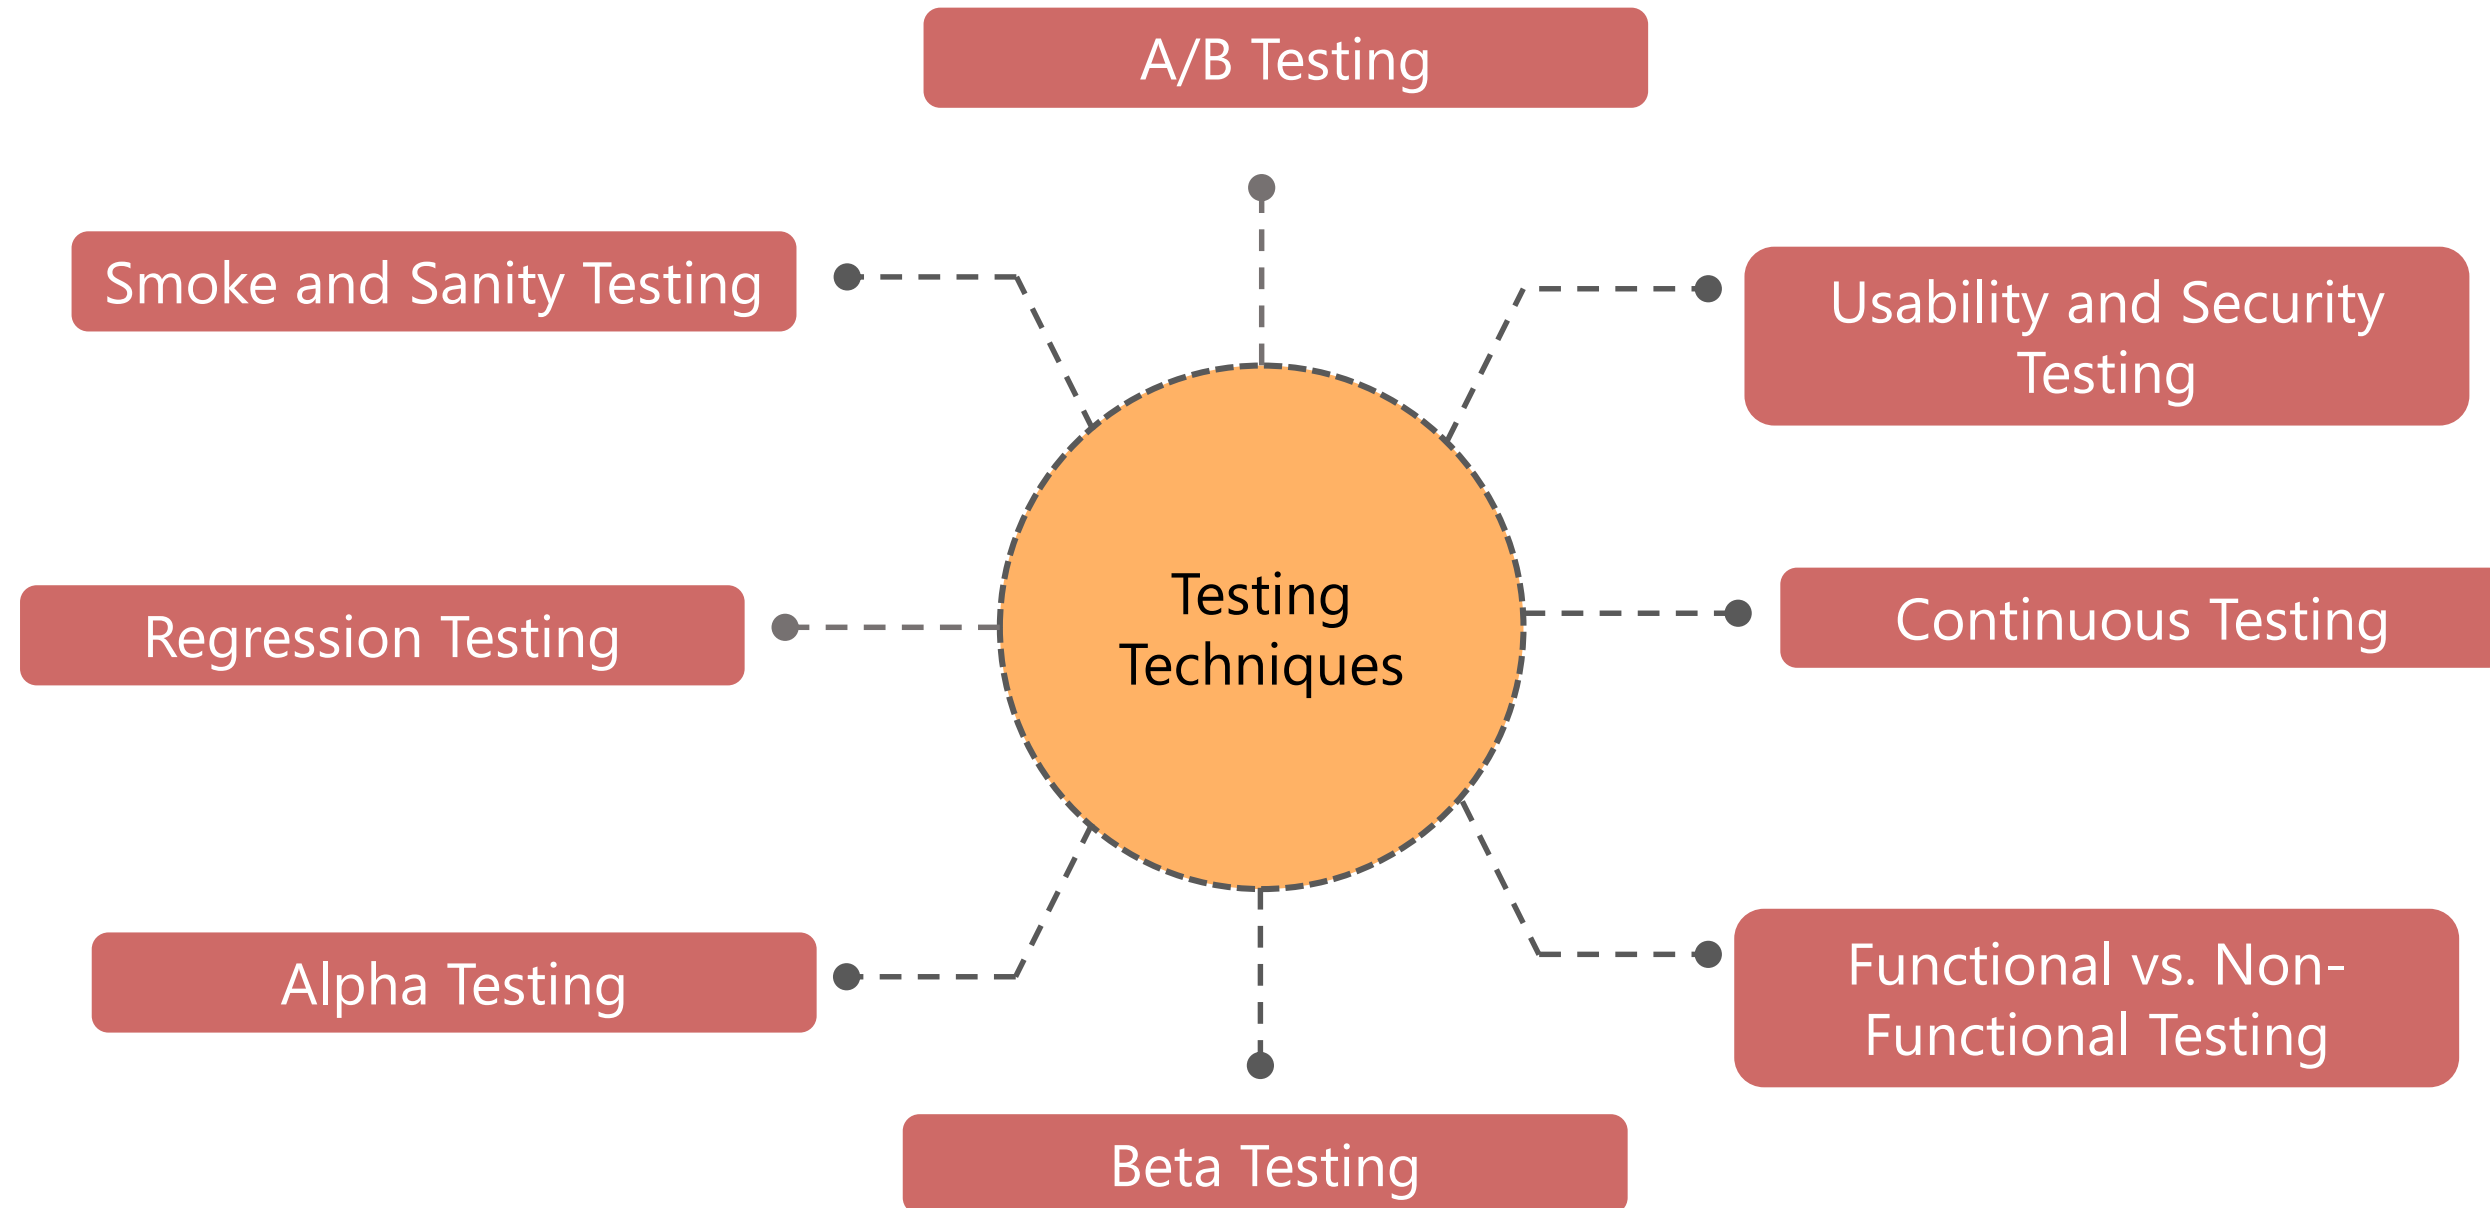 A/B Testing
Smoke and Sanity Testing
Usability and Security
Testing
Testing
Techniques
Regression Testing
Continuous Testing
Alpha Testing
Functional vs. Non-
Functional Testing
Beta Testing